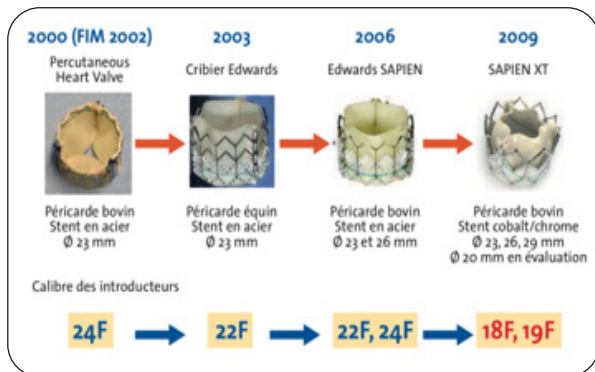 2000 (FIM 2002)
Percutaneous
Heart Valve
Péricarde bovin
Stent en acier
Ø 23 mm
2003
Cribier Edwards
Péricarde équin
Stent en acier
Ø 23 mm
2006
Edwards SAPIEN
Péricarde bovin
Stent en acier
Ø 23 et 26 mm
2009
SAPIEN XT
Péricarde bovin
Stent cobalt/chrome
Ø 23, 26, 29 mm
Ø 20 mm en évaluation
Calibre des introducteurs
24F
22F
22F, 24F
18F, 19F